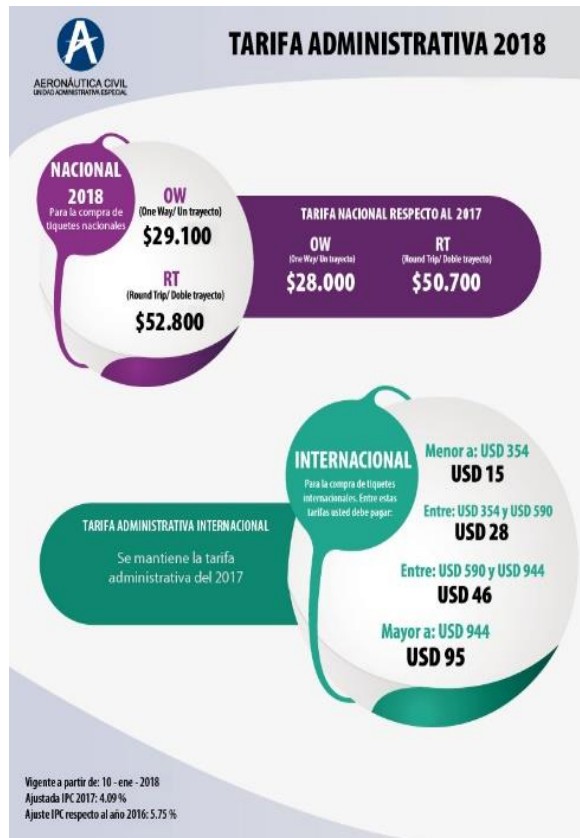 TARIFA ADMINISTRATIVA 2018
A
AERONÁUTICA CIVIL
UNIDAD ADMINISTRATIVA ESPECIAL
NACIONAL
2018
Para la compra de
tiquetes nacionales
OW
(One Way/ Un trayecto)
$29.100
RT
(Round Trip/ Doble trayecto)
$52.800
TARIFA NACIONAL RESPECTO AL 2017
OW
(One Way/ Un trayecto)
$28.000
RT
(Round Trip/ Doble trayecto)
$50.700
INTERNACIONAL
Para la compra de tiquetes
internacionales. Entre estas
tarifas usted debe pagar:
Menor a: USD 354
USD 15
Entre: USD 354 y USD 590
USD 28
Entre: USD 590 y USD 944
USD 46
Mayor a: USD 944
USD 95
TARIFA ADMINISTRATIVA INTERNACIONAL
Se mantiene la tarifa
administrativa del 2017
Vigente a partir de: 10 - ene - 2018
Ajustada IPC 2017: 4.09 %
Ajuste IPC respecto al año 2016: 5.75 %